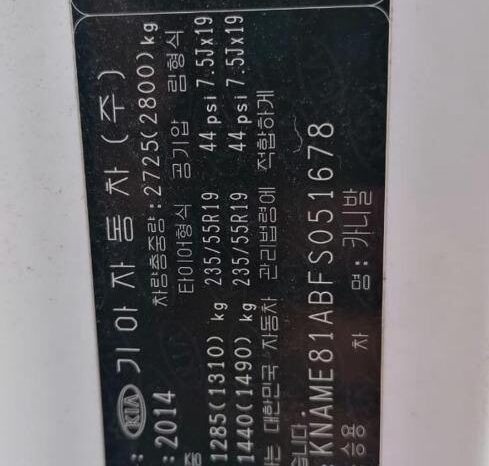 KIA 기아자동차(주)
: 2014 차량총중량:2725(2800)kg
타이어형식 공기압 림형식
1285(1310) kg 235/55R19 44 psi 7.5Jx19
1440(1490) kg 235/55R19 44 psi 7.5Jx19
는 대한민국 자동차 관리법령에 적합하게
습니다.
KNAME81ABFS051678
승용 차 명: 카니발